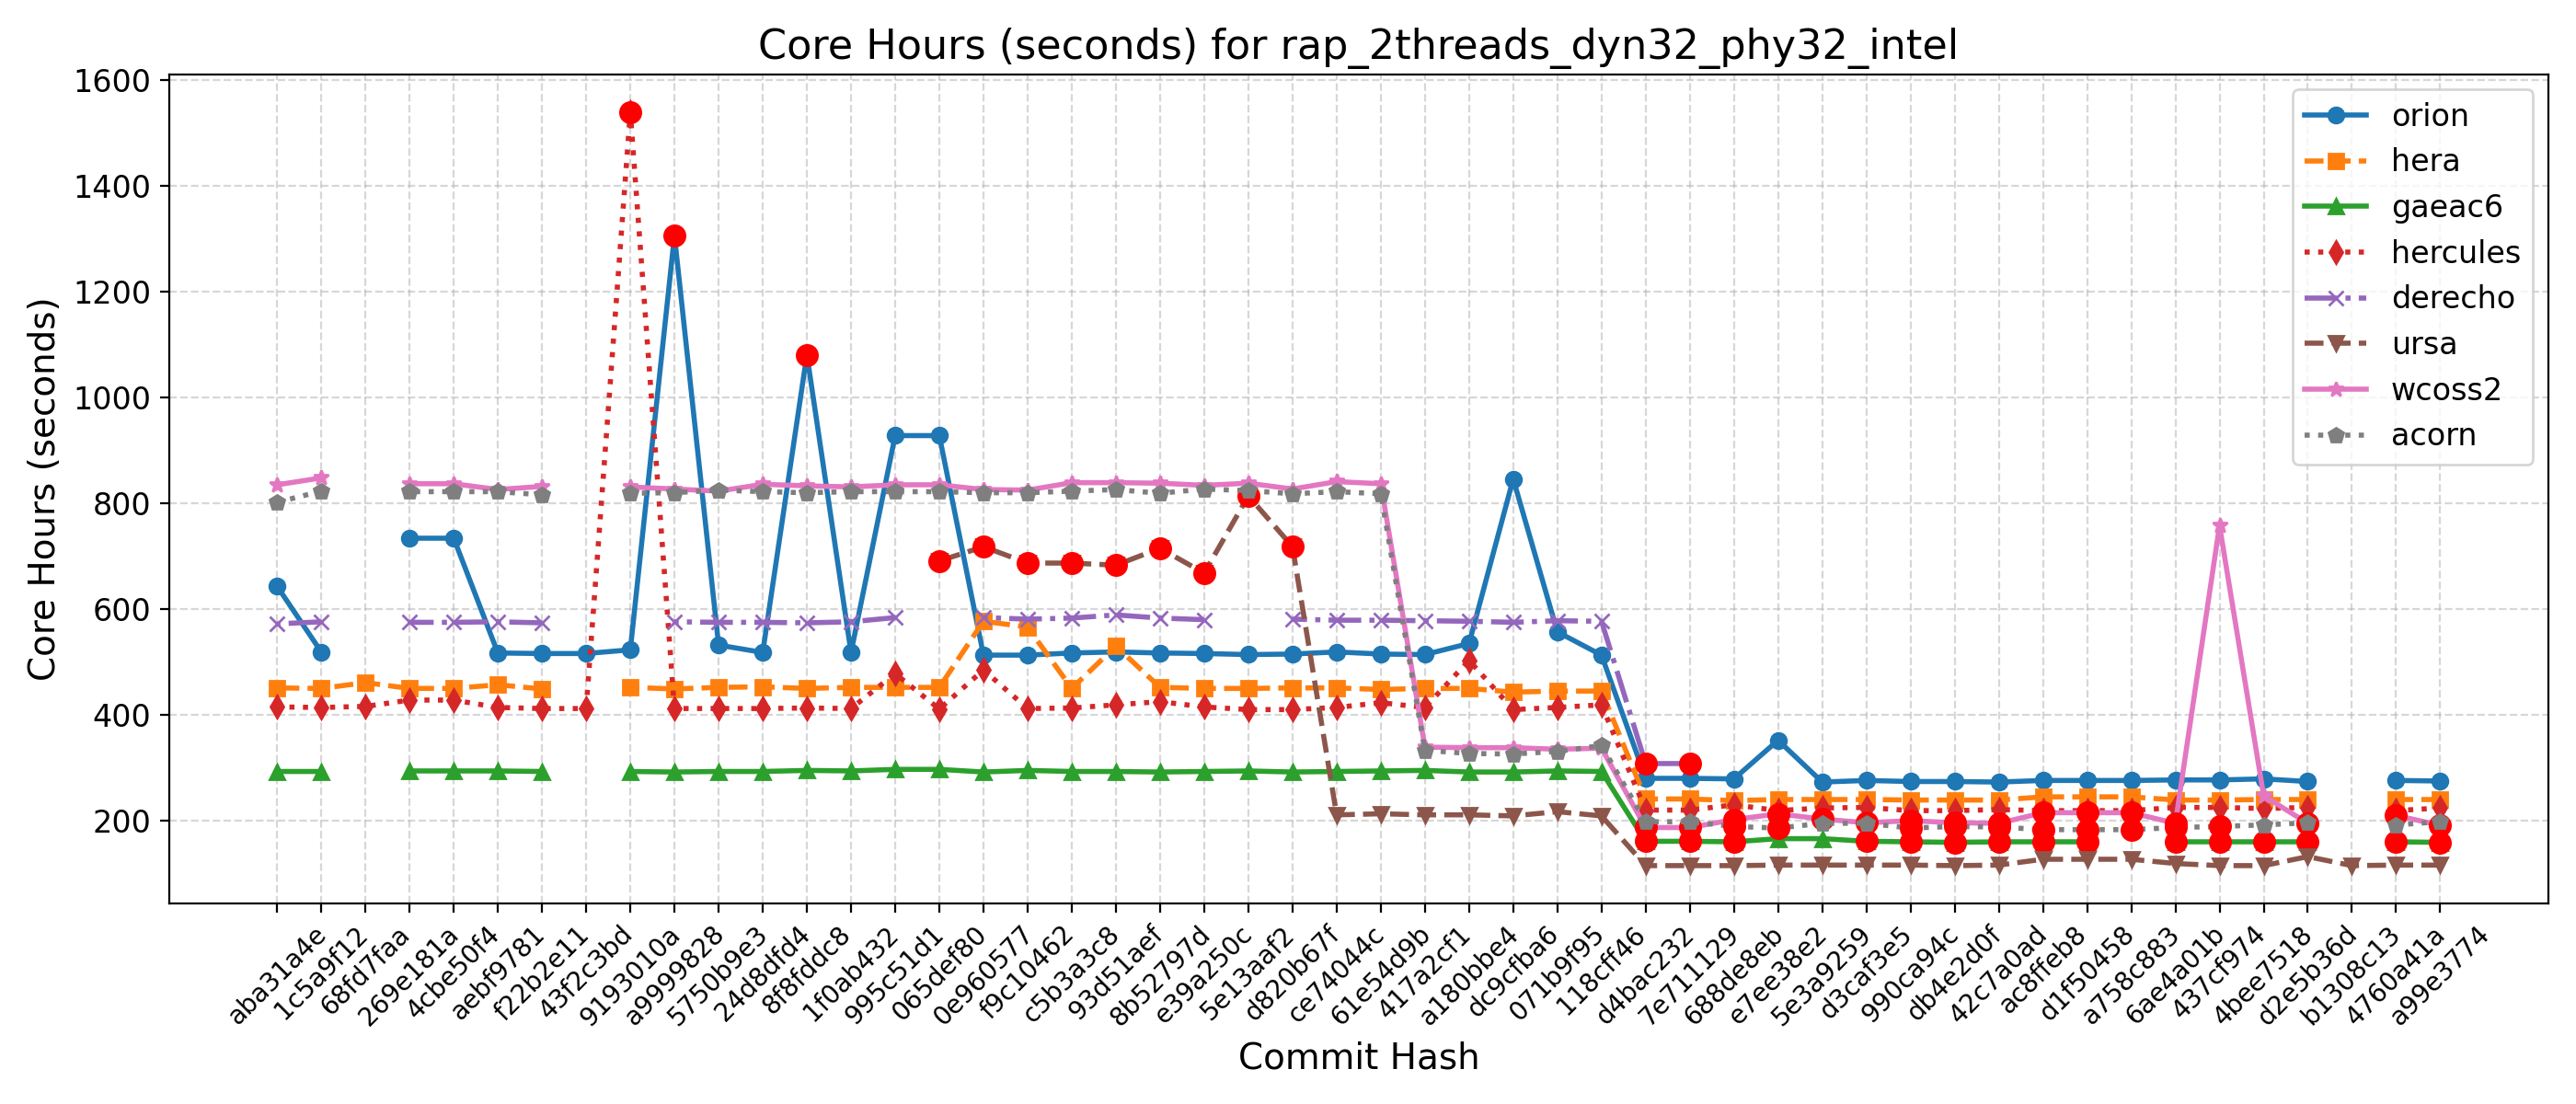 Core Hours (seconds) for rap_2threads_dyn32_phy32_intel
Core Hours (seconds)
1600
1400
1200
1000
800
600
400
200
orion
hera
gaeac6
hercules
derecho
ursa
wcoss2
acorn
aba31a4e
1c5a9f12
68fd7faa
269e181a
4cbe50f4
aebf9781
f22b2e11
43f2c3bd
9193010a
a9999828
5750b9e3
24d8dfd4
8f8fddc8
1f0ab432
995c51d1
065def80
0e960577
f9c10462
c5b3a3c8
93d51aef
8b52797d
e39a250c
5e13aaf2
d820b67f
ce74044c
61e54d9b
417a2cf1
a180bbe4
dc9cfba6
071b9f95
118cff46
d4bac232
7e711129
688de8eb
e7ee38e2
5e3a9259
d3caf3e5
990ca94c
db4e2d0f
42c7a0ad
ac8ffeb8
d1f50458
a758c883
6ae4a01b
437cf974
4bee7518
d2e5b36d
b1308c13
4760a41a
a99e3774
Commit Hash